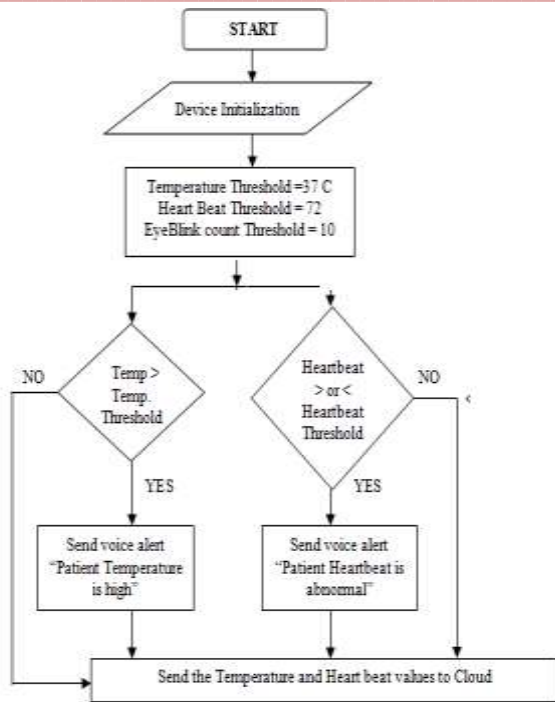 START
Device Initialization
Temperature Threshold =37 C
Heart Beat Threshold = 72
EyeBlink count Threshold = 10
NO
Temp >
Temp.
Threshold
YES
Heartbeat
> or <
Heartbeat
Threshold
NO
<
YES
Send voice alert
"Patient Temperature
is high"
Send voice alert
"Patient Heartbeat is
abnormal"
Send the Temperature and Heart beat values to Cloud